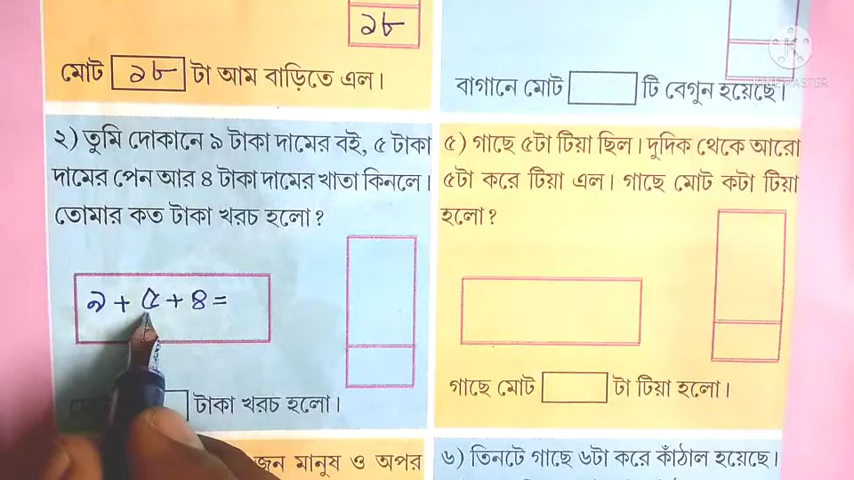 ১৮
মোট ১৮ টা আম বাড়িতে এল।
বাগানে মোট টি বেগুন হয়েছে।
২) তুমি দোকানে ৯ টাকা দামের বই, ৫ টাকা
দামের পেন আর ৪ টাকা দামের খাতা কিনলে।
তোমার কত টাকা খরচ হলো?
৯ + ৫ + ৪ =
টাকা খরচ হলো।
৫) গাছে ৫টা টিয়া ছিল। দুদিক থেকে আরো
৫টা করে টিয়া এল। গাছে মোট কটা টিয়া
হলো?
গাছে মোট টা টিয়া হলো।
জন মানুষ ও অপর
৬) তিনটে গাছে ৬টা করে কাঁঠাল হয়েছে।